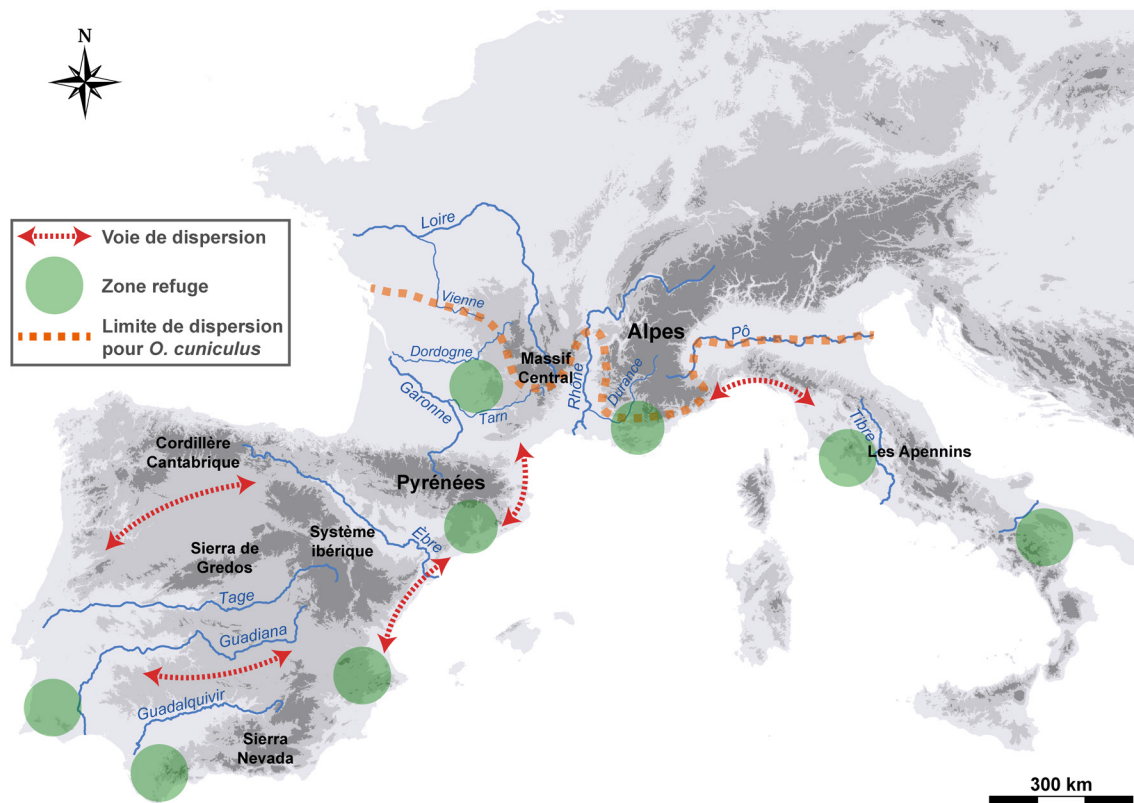 N
Voie de dispersion
Zone refuge
Limite de dispersion
pour O. cuniculus
Loire
Vienne
Dordogne
Massif
Central
Garonne
Tarn
Rhône
Durance
Alpes
Pô
Tibre
Les Apennins
Cordillère
Cantabrique
Pyrénées
Èbre
Système
ibérique
Sierra de
Gredos
Tage
Guadiana
Guadalquivir
Sierra
Nevada
300 km